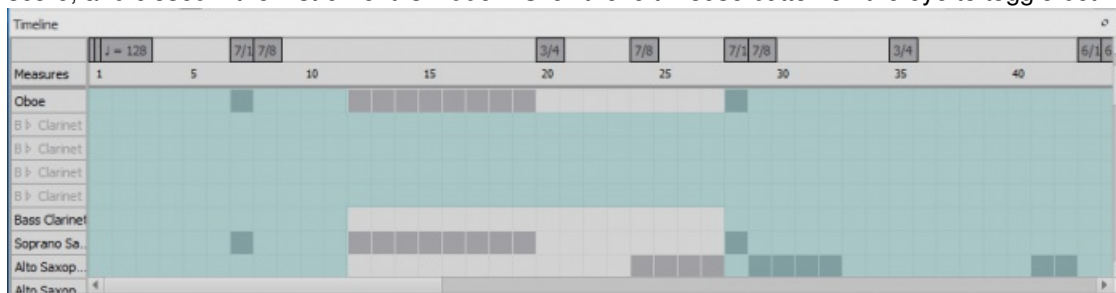 Timeline
♩ = 128 7/1 7/8 3/4 7/8 7/1 7/8 3/4 6/1 6
Measures 1 5 10 15 20 25 30 35 40
Oboe
B♭ Clarinet
B♭ Clarinet
B♭ Clarinet
B♭ Clarinet
Bass Clarinet
Soprano Sa...
Alto Saxop...
Alto Saxop